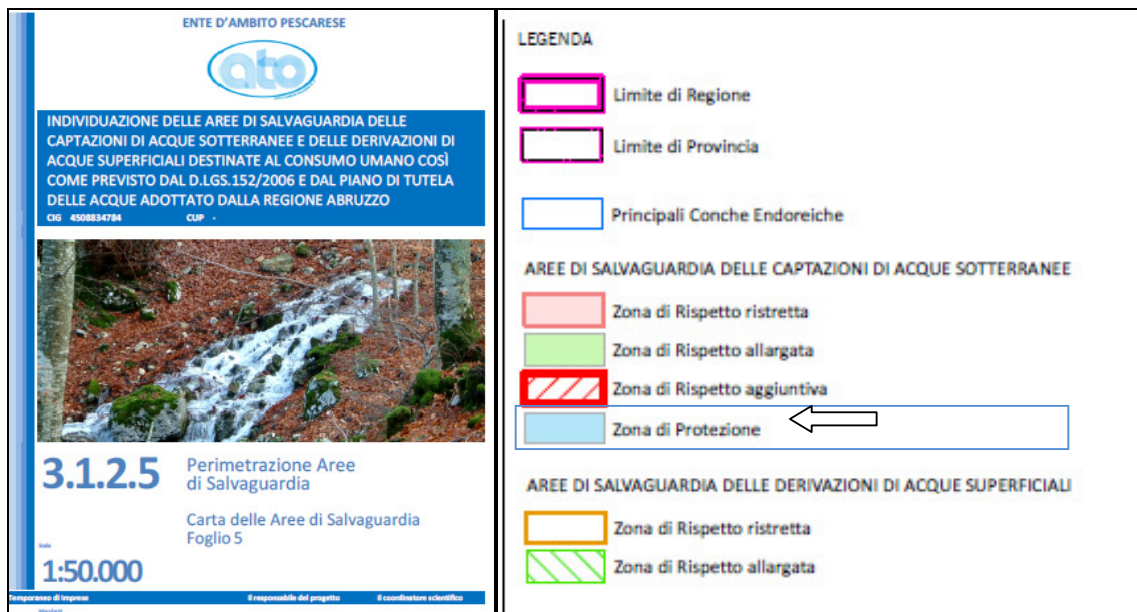 ENTE D'AMBITO PESCARESE
ato
INDIVIDUAZIONE DELLE AREE DI SALVAGUARDIA DELLE
CAPTAZIONI DI ACQUE SOTTERRANEE E DELLE DERIVAZIONI DI
ACQUE SUPERFICIALI DESTINATE AL CONSUMO UMANO COSÌ
COME PREVISTO DAL D.LGS.152/2006 E DAL PIANO DI TUTELA
DELLE ACQUE ADOTTATO DALLA REGIONE ABRUZZO
CIG 4508834784 CUP -
3.1.2.5
Perimetrazione Aree
di Salvaguardia
Carta delle Aree di Salvaguardia
Foglio 5
Scala
1:50.000
Temporaneo di Imprese Il responsabile del progetto Il coordinatore scientifico
LEGENDA
Limite di Regione
Limite di Provincia
Principali Conche Endoreiche
AREE DI SALVAGUARDIA DELLE CAPTAZIONI DI ACQUE SOTTERRANEE
Zona di Rispetto ristretta
Zona di Rispetto allargata
Zona di Rispetto aggiuntiva
Zona di Protezione
AREE DI SALVAGUARDIA DELLE DERIVAZIONI DI ACQUE SUPERFICIALI
Zona di Rispetto ristretta
Zona di Rispetto allargata